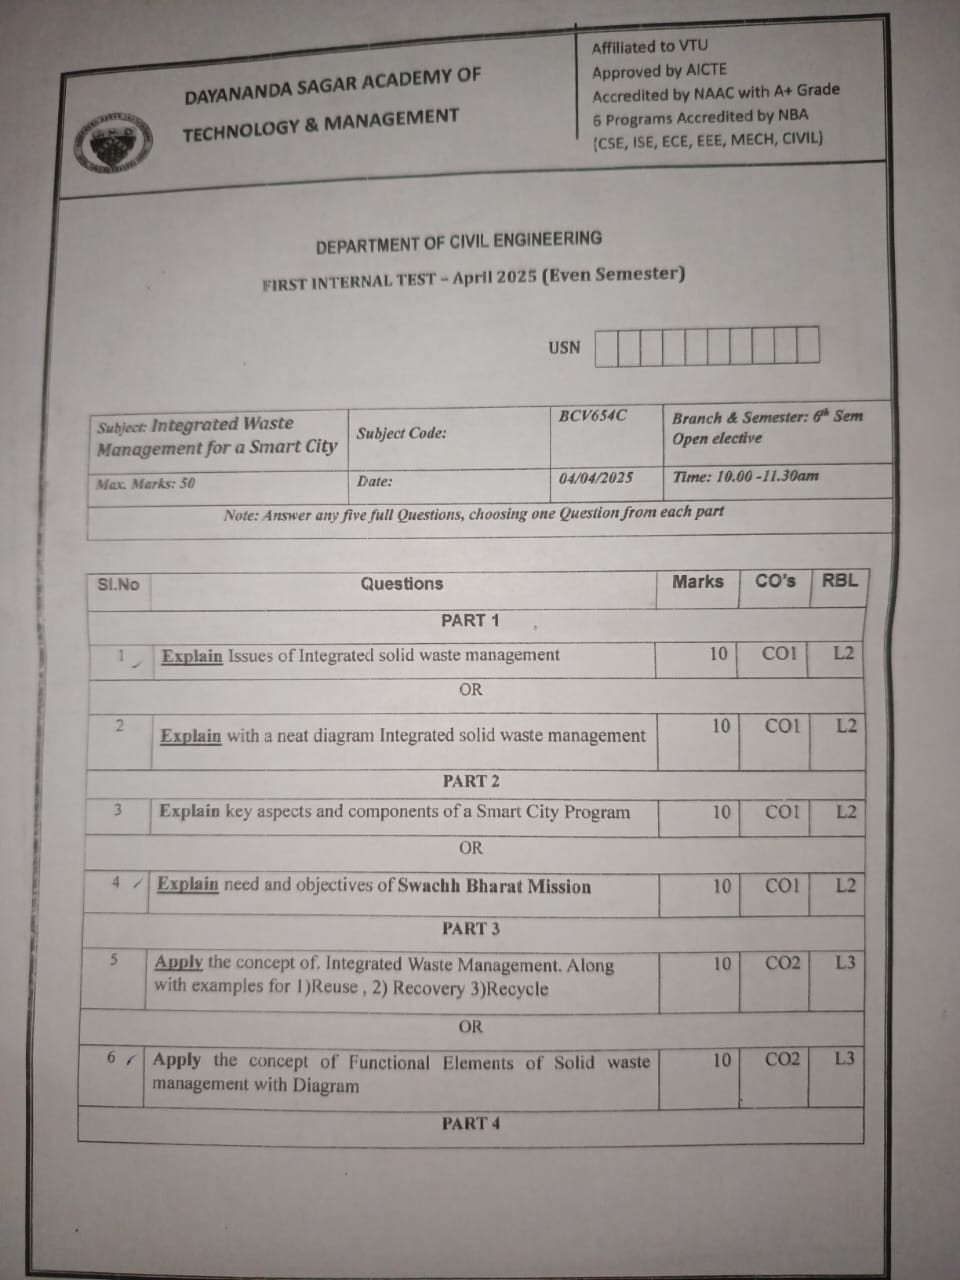 DAYANANDA SAGAR ACADEMY OF
TECHNOLOGY & MANAGEMENT
Affiliated to VTU
Approved by AICTE
Accredited by NAAC with A+ Grade
6 Programs Accredited by NBA
(CSE, ISE, ECE, EEE, MECH, CIVIL)
DEPARTMENT OF CIVIL ENGINEERING
FIRST INTERNAL TEST – April 2025 (Even Semester)
USN
Subject: Integrated Waste
Management for a Smart City
Subject Code:
BCV654C
Branch & Semester: 6th Sem
Open elective
Max. Marks: 50
Date:
04/04/2025
Time: 10.00 -11.30am
Note: Answer any five full Questions, choosing one Question from each part
Sl.No Questions Marks CO's RBL
PART 1
1 Explain Issues of Integrated solid waste management 10 CO1 L2
OR
2 Explain with a neat diagram Integrated solid waste management 10 CO1 L2
PART 2
3 Explain key aspects and components of a Smart City Program 10 CO1 L2
OR
4 Explain need and objectives of Swachh Bharat Mission 10 CO1 L2
PART 3
5 Apply the concept of. Integrated Waste Management. Along 10 CO2 L3
with examples for 1)Reuse , 2) Recovery 3)Recycle
OR
6 Apply the concept of Functional Elements of Solid waste 10 CO2 L3
management with Diagram
PART 4